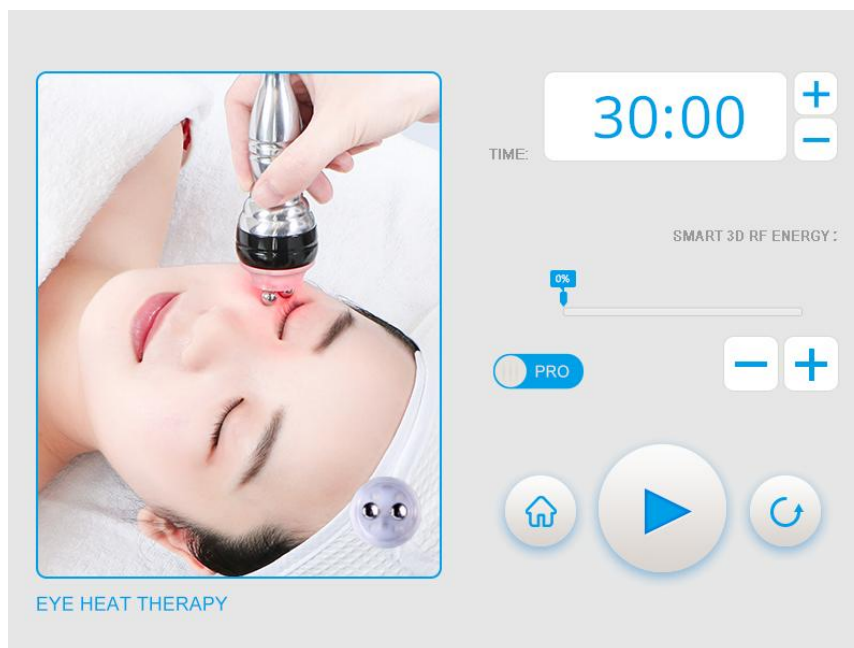 30:00
TIME:
SMART 3D RF ENERGY :
0%
PRO
EYE HEAT THERAPY